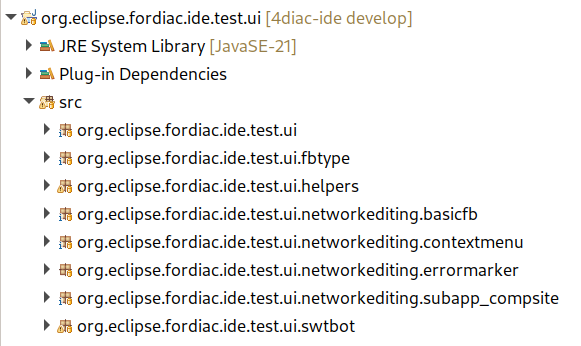 org.eclipse.fordiac.ide.test.ui [4diac-ide develop]
JRE System Library [JavaSE-21]
Plug-in Dependencies
src
org.eclipse.fordiac.ide.test.ui
org.eclipse.fordiac.ide.test.ui.fbtype
org.eclipse.fordiac.ide.test.ui.helpers
org.eclipse.fordiac.ide.test.ui.networkediting.basicfb
org.eclipse.fordiac.ide.test.ui.networkediting.contextmenu
org.eclipse.fordiac.ide.test.ui.networkediting.errormarker
org.eclipse.fordiac.ide.test.ui.networkediting.subapp_compsite
org.eclipse.fordiac.ide.test.ui.swtbot